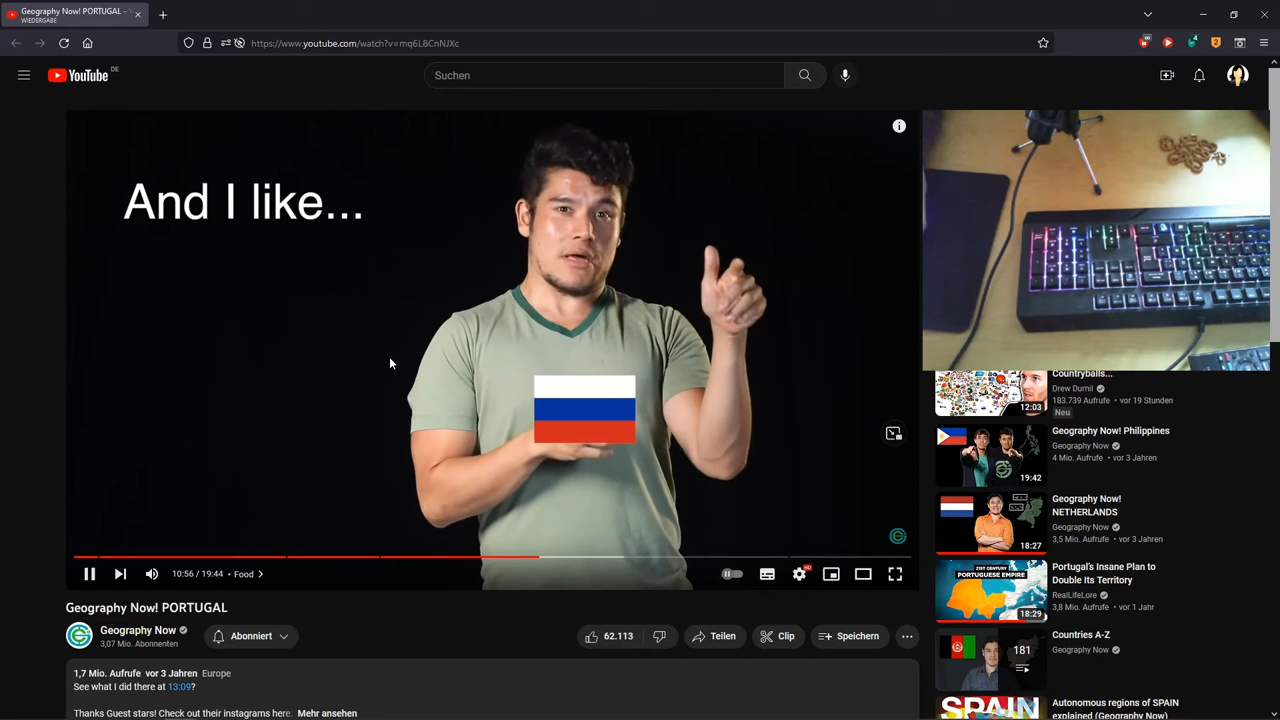 Geography Now! PORTUGAL – Y
WIEDERGABE
https://www.youtube.com/watch?v=mq6L8CnNJXc
YouTube DE
Suchen
And I like...
10:56 / 19:44 • Food
HD
Geography Now! PORTUGAL
Geography Now
3,07 Mio. Abonnenten
Abonniert
62.113
Teilen
Clip
Speichern
1,7 Mio. Aufrufe vor 3 Jahren Europe
See what I did there at 13:09?
Thanks Guest stars! Check out their instagrams here: Mehr ansehen
Countryballs...
Drew Durnil
183.739 Aufrufe • vor 19 Stunden
Neu
12:03
Geography Now! Philippines
Geography Now
4 Mio. Aufrufe • vor 3 Jahren
19:42
Geography Now!
NETHERLANDS
Geography Now
3,5 Mio. Aufrufe • vor 3 Jahren
18:27
Portugal's Insane Plan to
Double Its Territory
RealLifeLore
3,8 Mio. Aufrufe • vor 1 Jahr
21ST CENTURY
PORTUGUESE EMPIRE
18:29
Countries A-Z
Geography Now
181
Autonomous regions of SPAIN
explained (Geography Now!)
SPAIN